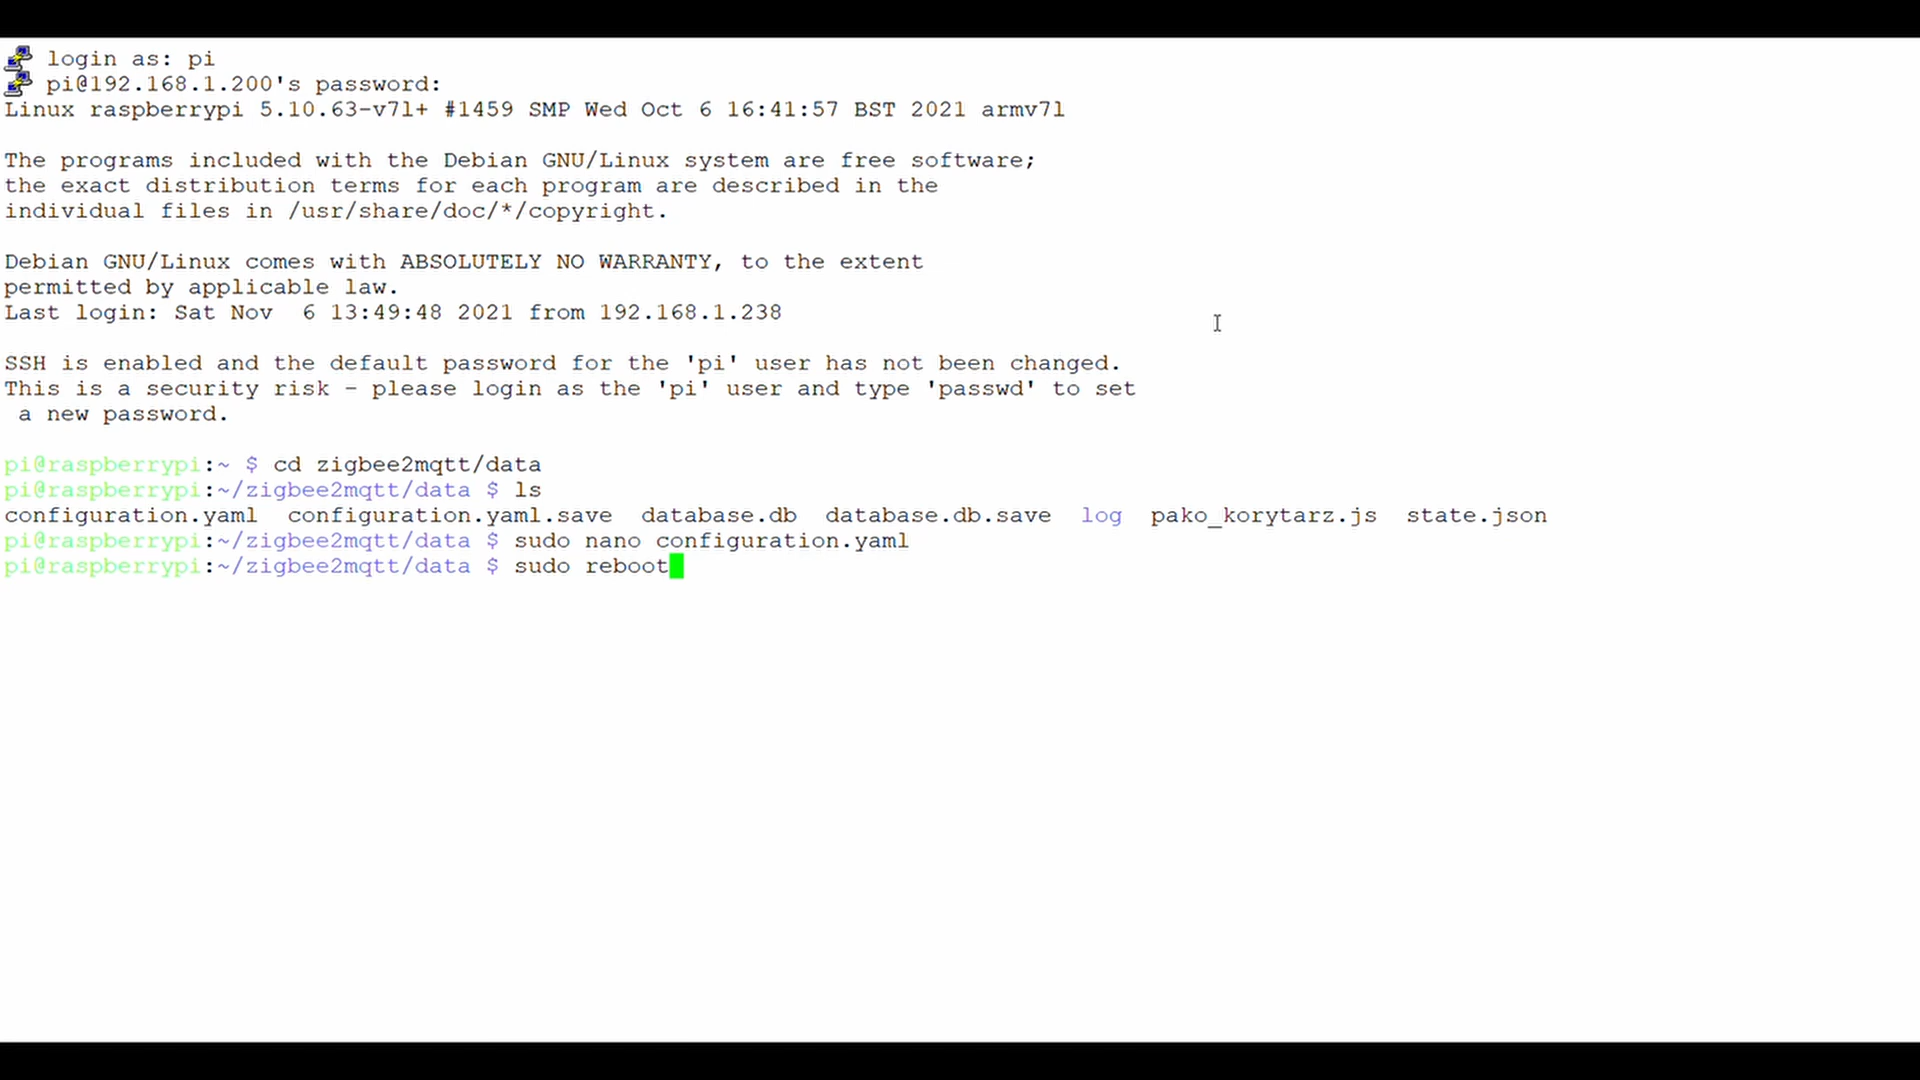 login as: pi
pi@192.168.1.200's password:
Linux raspberrypi 5.10.63-v7l+ #1459 SMP Wed Oct 6 16:41:57 BST 2021 armv7l
The programs included with the Debian GNU/Linux system are free software;
the exact distribution terms for each program are described in the
individual files in /usr/share/doc/*/copyright.
Debian GNU/Linux comes with ABSOLUTELY NO WARRANTY, to the extent
permitted by applicable law.
Last login: Sat Nov  6 13:49:48 2021 from 192.168.1.238
SSH is enabled and the default password for the 'pi' user has not been changed.
This is a security risk - please login as the 'pi' user and type 'passwd' to set
 a new password.
pi@raspberrypi:~ $ cd zigbee2mqtt/data
pi@raspberrypi:~/zigbee2mqtt/data $ ls
configuration.yaml  configuration.yaml.save  database.db  database.db.save  log  pako_korytarz.js  state.json
pi@raspberrypi:~/zigbee2mqtt/data $ sudo nano configuration.yaml
pi@raspberrypi:~/zigbee2mqtt/data $ sudo reboot